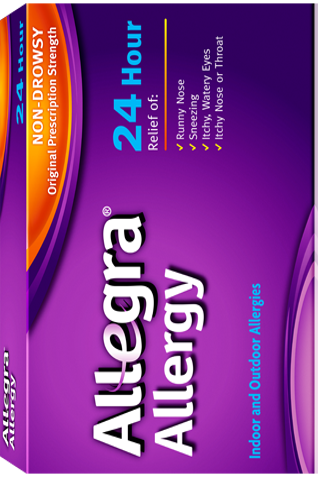 24 Hour
Allegra
Allergy
NON-DROWSY
Original Prescription Strength
Allegra®
Allergy
24 Hour
Relief of:
✓ Runny Nose
✓ Sneezing
✓ Itchy, Watery Eyes
✓ Itchy Nose or Throat
Indoor and Outdoor Allergies